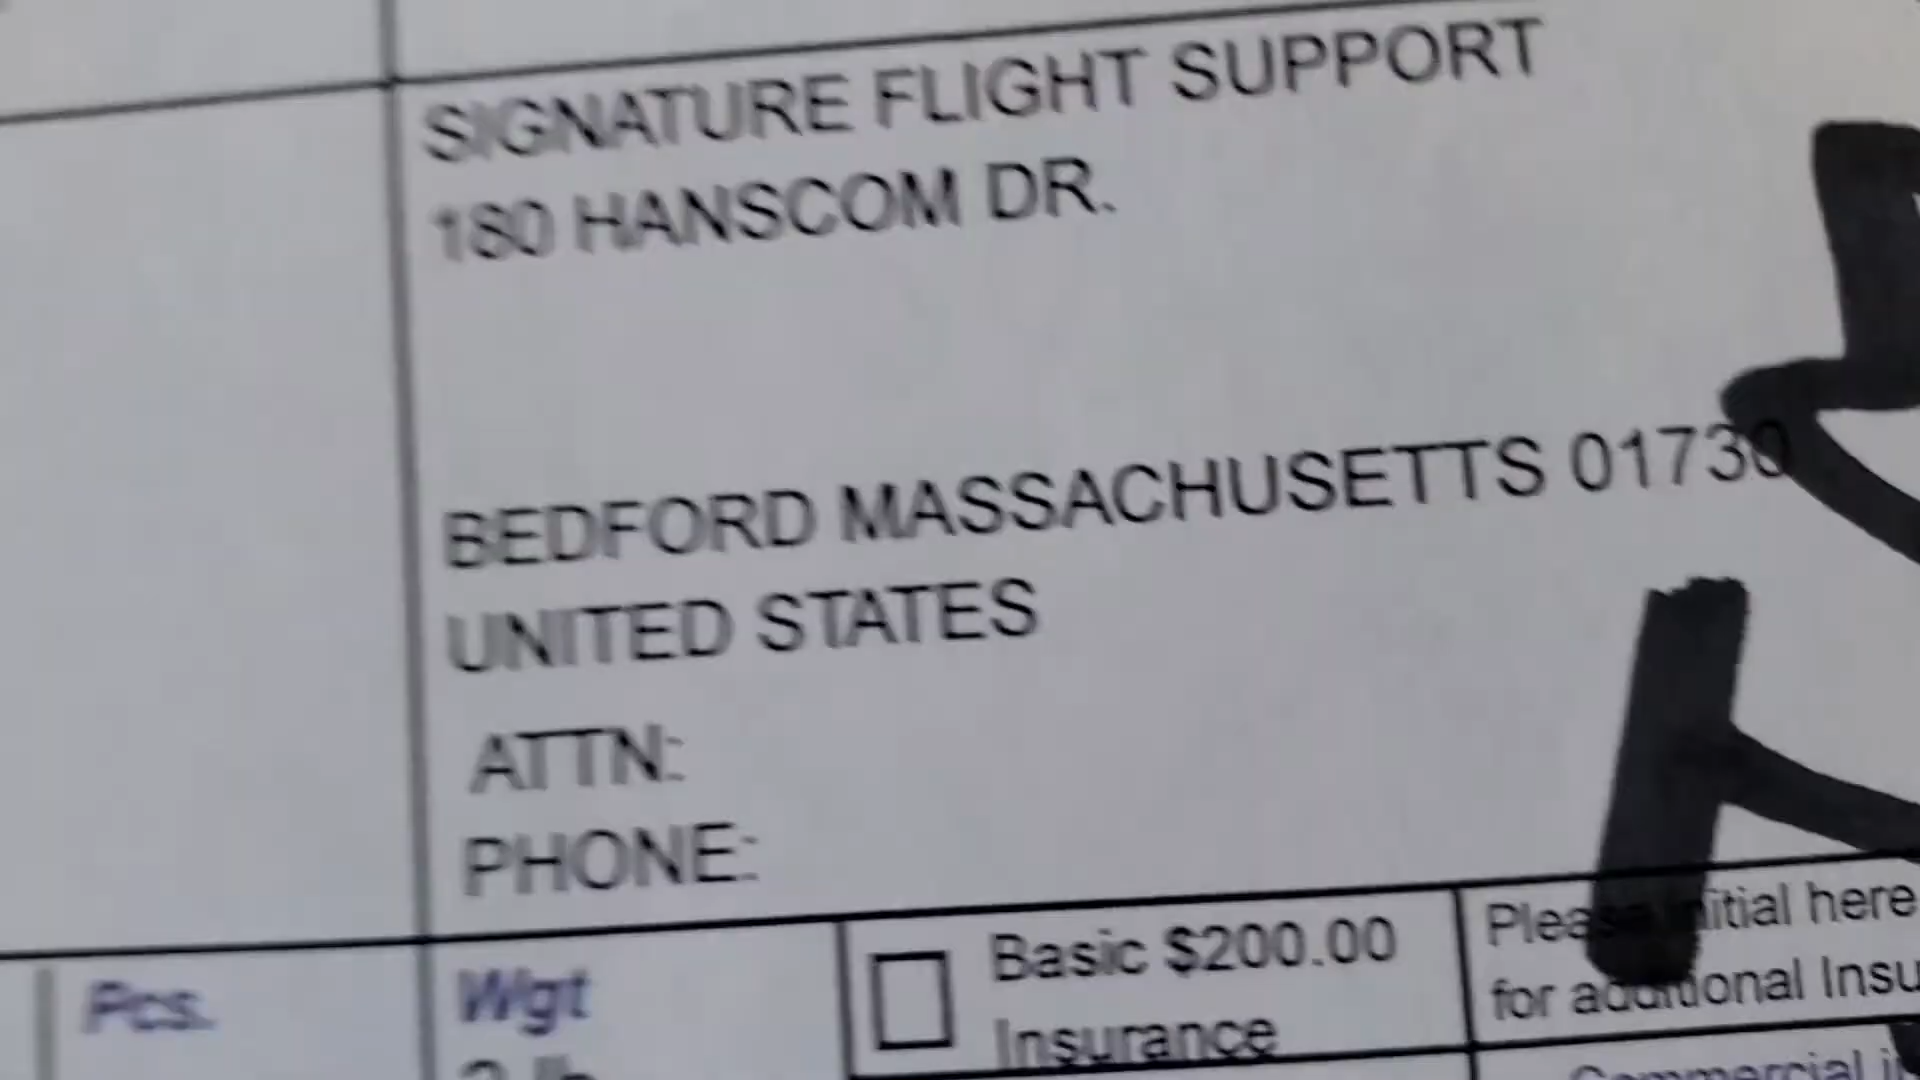 SIGNATURE FLIGHT SUPPORT
180 HANSCOM DR.
BEDFORD MASSACHUSETTS 01730
UNITED STATES
ATTN:
PHONE:
Pcs.
Wgt
Basic $200.00
Insurance
Please initial here
for additional
Commercial